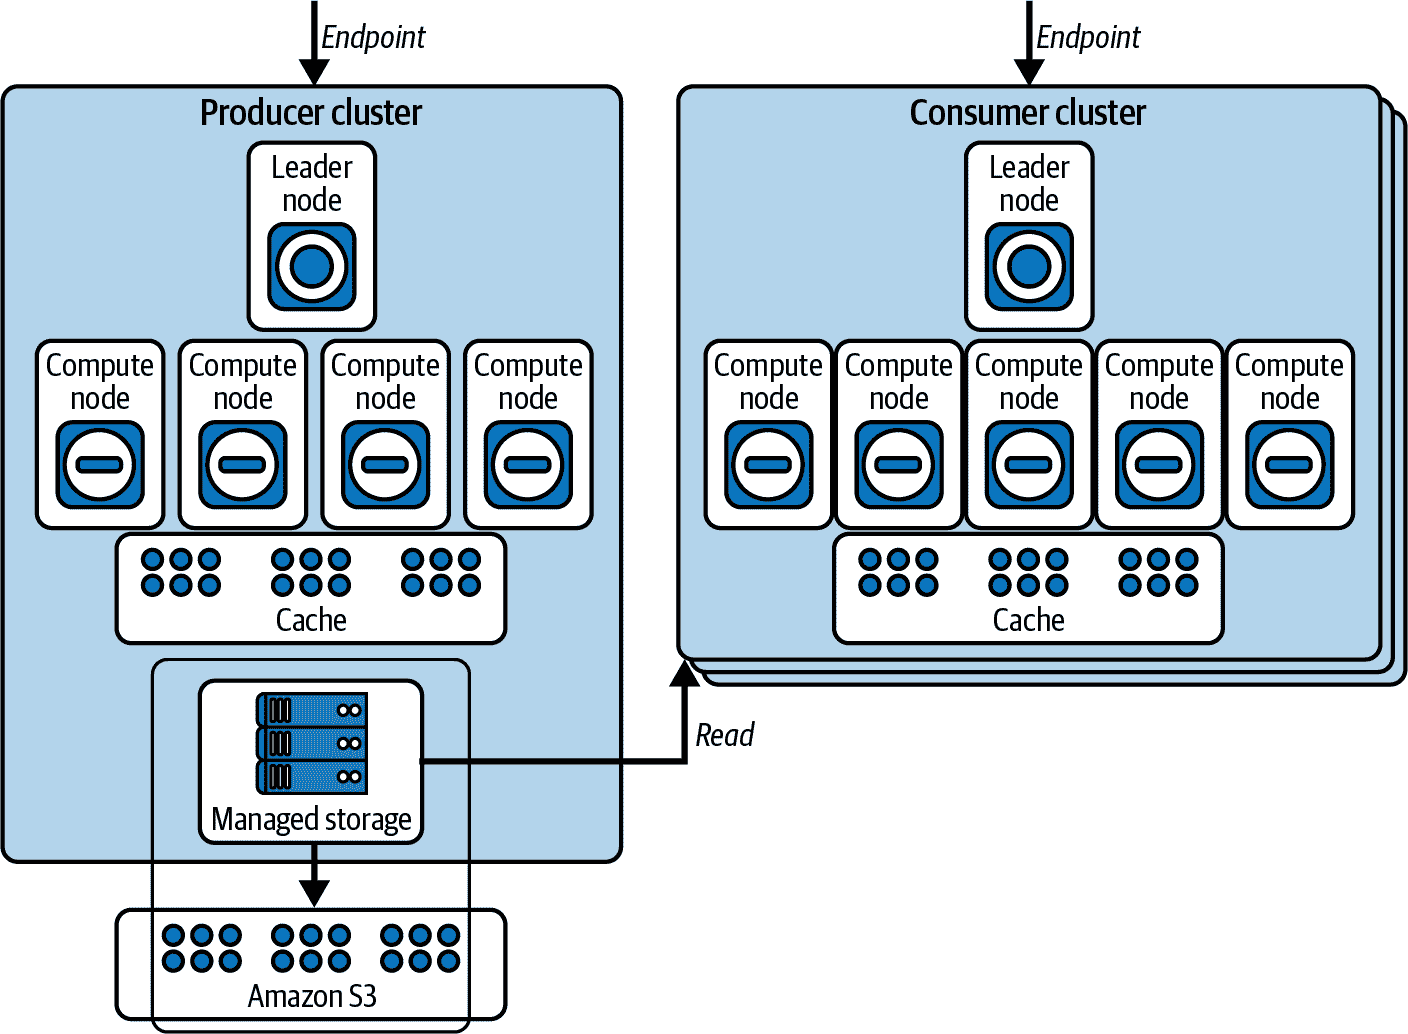 Endpoint
Producer cluster
Leader
node
Compute
node
Compute
node
Compute
node
Compute
node
Cache
Managed storage
Amazon S3
Read
Endpoint
Consumer cluster
Leader
node
Compute
node
Compute
node
Compute
node
Compute
node
Compute
node
Cache